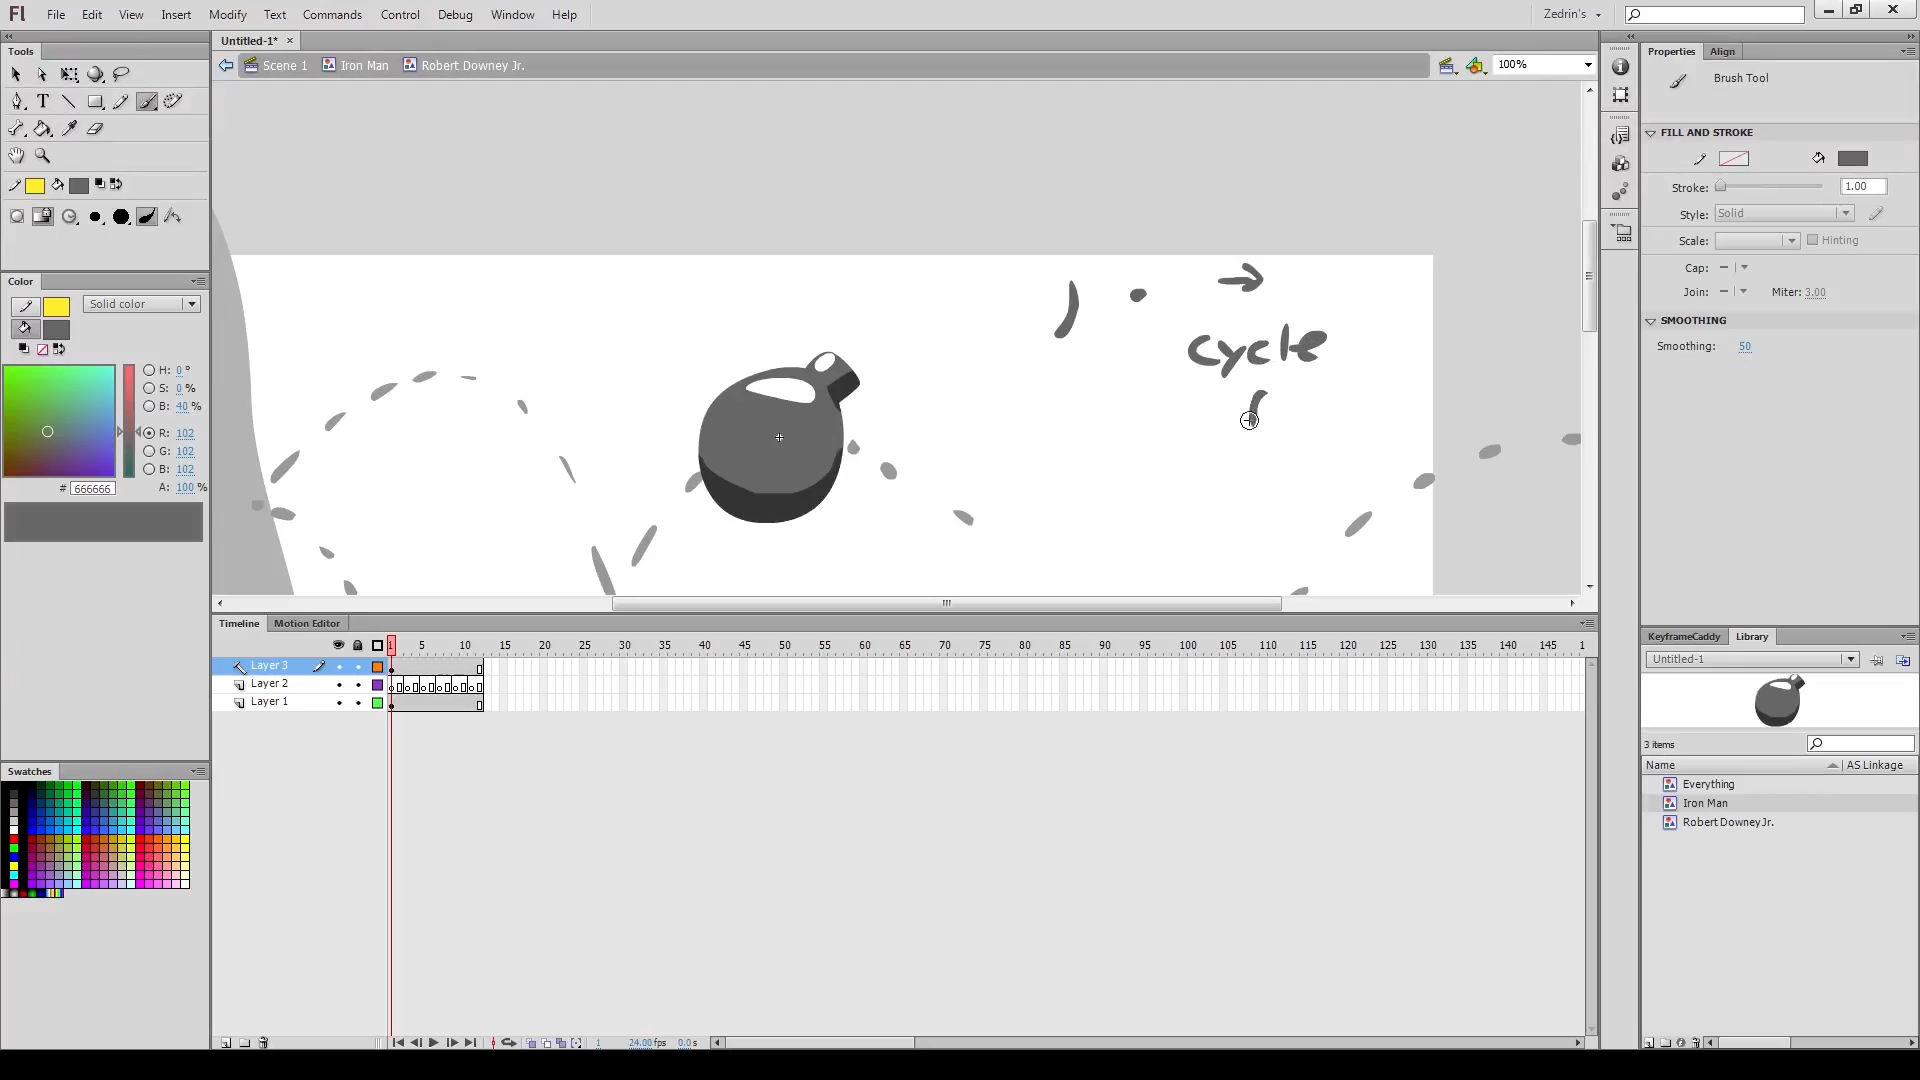 Fl File Edit View Insert Modify Text Commands Control Debug Window Help Zedrin's
Tools
Untitled-1*
Scene 1 Iron Man Robert Downey Jr. 100%
Properties Align
Brush Tool
FILL AND STROKE
Stroke: 1.00
Style: Solid
Scale: Hinting
Cap:
Join: Miter: 3.00
SMOOTHING
Smoothing: 50
Color
Solid color
H: 0 °
S: 0 %
B: 40 %
R: 102
G: 102
B: 102
# 666666 A: 100 %
cycle
Timeline Motion Editor
1 5 10 15 20 25 30 35 40 45 50 55 60 65 70 75 80 85 90 95 100 105 110 115 120 125 130 135 140 145 1
Layer 3
Layer 2
Layer 1
Swatches
KeyframeCaddy Library
Untitled-1
3 items
Name AS Linkage
Everything
Iron Man
Robert Downey Jr.
1 24.00 fps 0.0 s